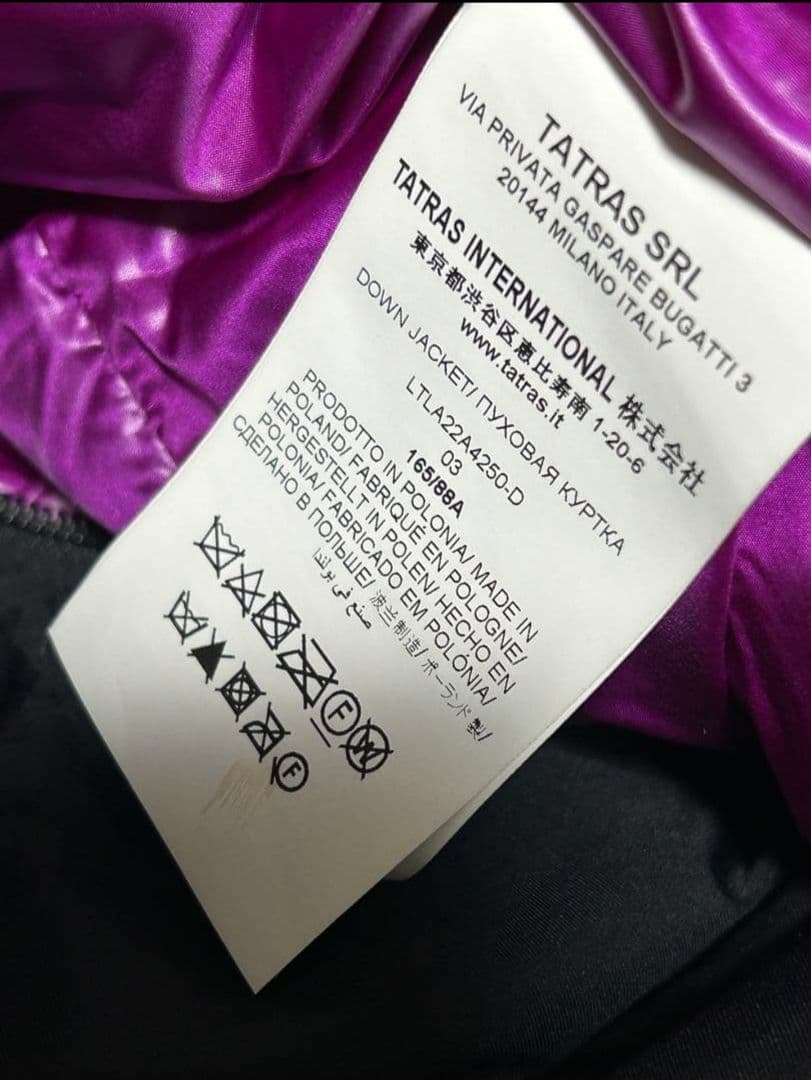 TATRAS SRL
VIA PRIVATA GASPARE BUGATTI 3
20144 MILANO ITALY
TATRAS INTERNATIONAL 株式会社
東京都渋谷区恵比寿南 1-20-6
www.tatras.it
DOWN JACKET/ ПУХОВАЯ КУРТКА
LTLA22A4250-D
03
165/88A
PRODOTTO IN POLONIA/ MADE IN
POLAND/ FABRIQUÉ EN POLOGNE/
HERGESTELLT IN POLEN/ HECHO EN
POLONIA/ FABRICADO EM POLÓNIA/
СДЕЛАНО В ПОЛЬШЕ/ 波兰制造/ ポーランド製/
صنع في بولندا
F W
F